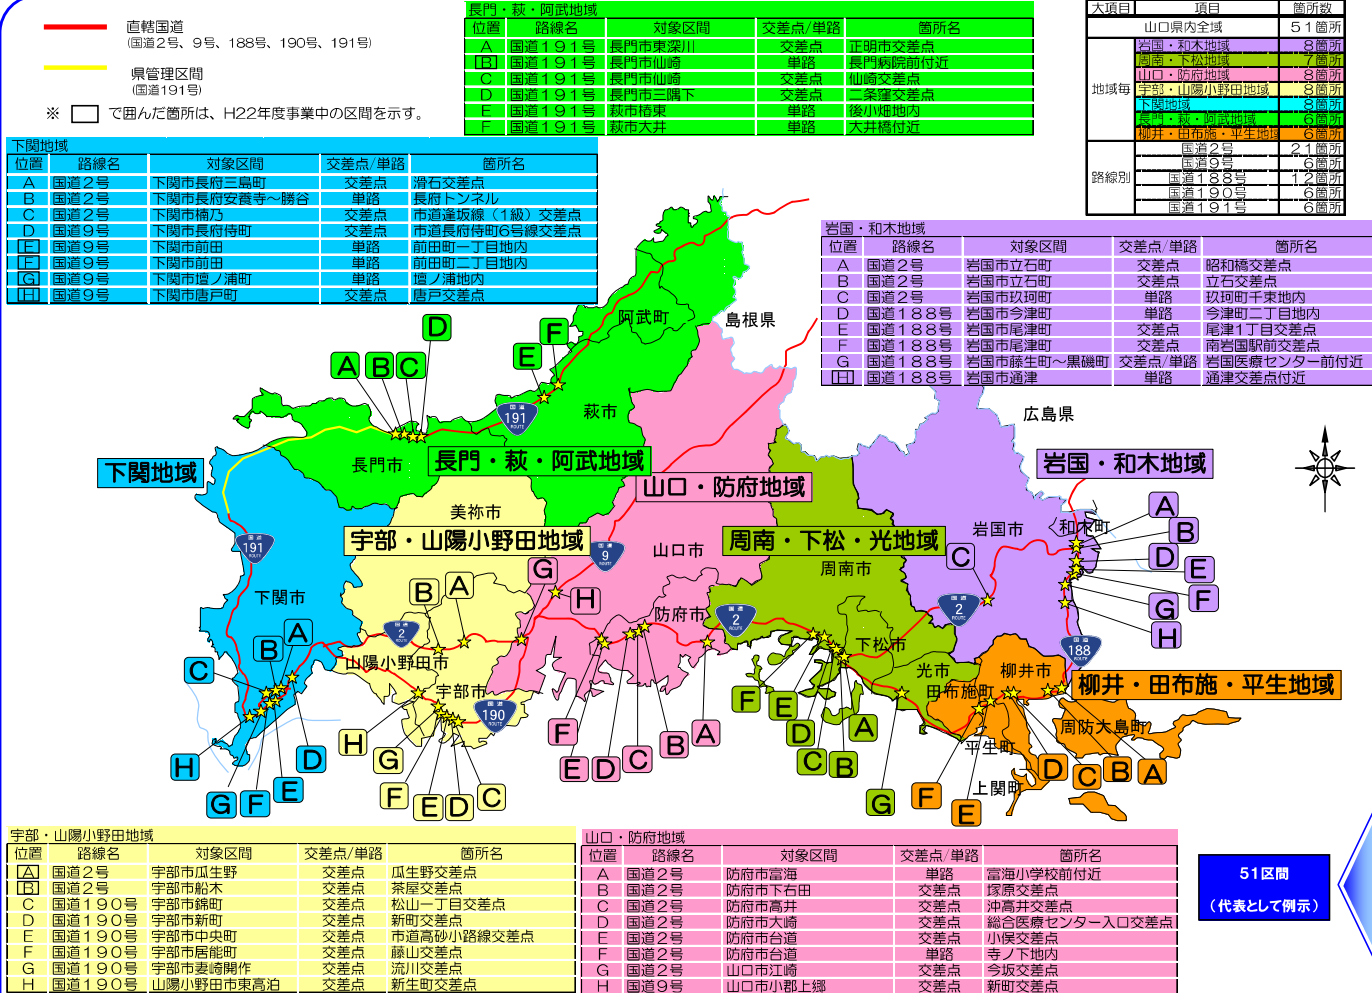 直轄国道
(国道2号、9号、188号、190号、191号)
県管理区間
(国道191号)
※ で囲んだ箇所は、H22年度事業中の区間を示す。
長門・萩・阿武地域
位置 路線名 対象区間 交差点/単路 箇所名
A 国道191号 長門市東深川 交差点 正明市交差点
B 国道191号 長門市仙崎 単路 長門病院前付近
C 国道191号 長門市仙崎 交差点 仙崎交差点
D 国道191号 長門市三隅下 交差点 二条窪交差点
E 国道191号 萩市椿東 単路 後小畑地内
F 国道191号 萩市大井 単路 大井橋付近
大項目 項目 箇所数
山口県内全域 51箇所
地域毎
岩国・和木地域 8箇所
周南・下松地域 7箇所
山口・防府地域 8箇所
宇部・山陽小野田地域 8箇所
下関地域 8箇所
長門・萩・阿武地域 6箇所
柳井・田布施・平生地域 6箇所
路線別
国道2号 21箇所
国道9号 6箇所
国道188号 12箇所
国道190号 6箇所
国道191号 6箇所
下関地域
位置 路線名 対象区間 交差点/単路 箇所名
A 国道2号 下関市長府三島町 交差点 滑石交差点
B 国道2号 下関市長府安養寺～勝谷 単路 長府トンネル
C 国道2号 下関市楠乃 交差点 市道逢坂線（1級）交差点
D 国道9号 下関市長府侍町 交差点 市道長府侍町6号線交差点
E 国道9号 下関市前田 単路 前田町一丁目地内
F 国道9号 下関市前田 単路 前田町二丁目地内
G 国道9号 下関市壇ノ浦町 単路 壇ノ浦地内
H 国道9号 下関市唐戸町 交差点 唐戸交差点
岩国・和木地域
位置 路線名 対象区間 交差点/単路 箇所名
A 国道2号 岩国市立石町 交差点 昭和橋交差点
B 国道2号 岩国市立石町 交差点 立石交差点
C 国道2号 岩国市玖珂町 単路 玖珂町千束地内
D 国道188号 岩国市今津町 単路 今津町二丁目地内
E 国道188号 岩国市尾津町 交差点 尾津1丁目交差点
F 国道188号 岩国市尾津町 交差点 南岩国駅前交差点
G 国道188号 岩国市藤生町～黒磯町 交差点/単路 岩国医療センター前付近
H 国道188号 岩国市通津 単路 通津交差点付近
島根県
阿武町
D
F
A B C
E
国道
191
ROUTE
萩市
広島県
長門市
長門・萩・阿武地域
下関地域
岩国・和木地域
山口・防府地域
美祢市
A
岩国市
和木町
B
宇部・山陽小野田地域
周南・下松・光地域
国道
191
ROUTE
国道
9
ROUTE
山口市
C
D
周南市
G
E
B A
H
F
下関市
防府市
G
国道
2
ROUTE
国道
2
ROUTE
国道
2
ROUTE
A
H
B
下松市
国道
188
ROUTE
C
山陽小野田市
光市
柳井市
宇部市
田布施町
柳井・田布施・平生地域
国道
190
ROUTE
F
E
周防大島町
H
F
D
A
A
平生町
G
B
H
D
E D C
C B
D C B A
上関町
G F E
F E D C
G
F
E
宇部・山陽小野田地域
位置 路線名 対象区間 交差点/単路 箇所名
A 国道2号 宇部市瓜生野 交差点 瓜生野交差点
B 国道2号 宇部市船木 交差点 茶屋交差点
C 国道190号 宇部市錦町 交差点 松山一丁目交差点
D 国道190号 宇部市新町 交差点 新町交差点
E 国道190号 宇部市中央町 交差点 市道高砂小路線交差点
F 国道190号 宇部市居能町 交差点 藤山交差点
G 国道190号 宇部市妻崎開作 交差点 流川交差点
H 国道190号 山陽小野田市東高泊 交差点 新生町交差点
山口・防府地域
位置 路線名 対象区間 交差点/単路 箇所名
A 国道2号 防府市富海 単路 富海小学校前付近
B 国道2号 防府市下右田 交差点 塚原交差点
C 国道2号 防府市高井 交差点 沖高井交差点
D 国道2号 防府市大崎 交差点 総合医療センター入口交差点
E 国道2号 防府市台道 交差点 小俣交差点
F 国道2号 防府市台道 単路 寺ノ下地内
G 国道2号 山口市江崎 交差点 今坂交差点
H 国道9号 山口市小郡上郷 交差点 新町交差点
51区間
（代表として例示）